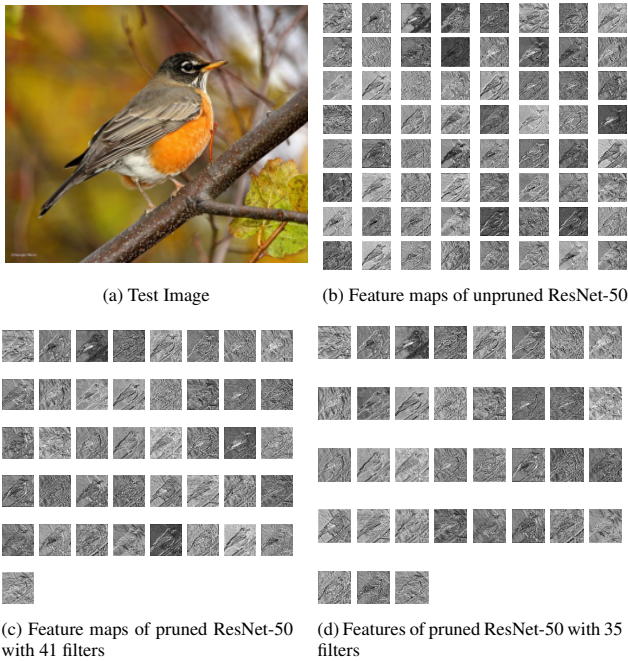 (a) Test Image
(b) Feature maps of unpruned ResNet-50
(c) Feature maps of pruned ResNet-50
with 41 filters
(d) Features of pruned ResNet-50 with 35
filters